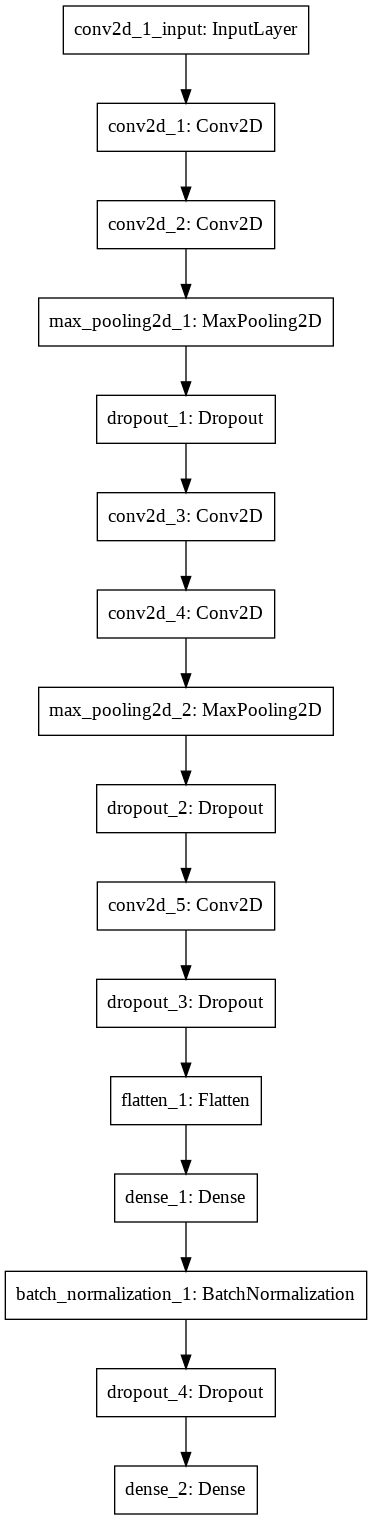 conv2d_1_input: InputLayer
conv2d_1: Conv2D
conv2d_2: Conv2D
max_pooling2d_1: MaxPooling2D
dropout_1: Dropout
conv2d_3: Conv2D
conv2d_4: Conv2D
max_pooling2d_2: MaxPooling2D
dropout_2: Dropout
conv2d_5: Conv2D
dropout_3: Dropout
flatten_1: Flatten
dense_1: Dense
batch_normalization_1: BatchNormalization
dropout_4: Dropout
dense_2: Dense